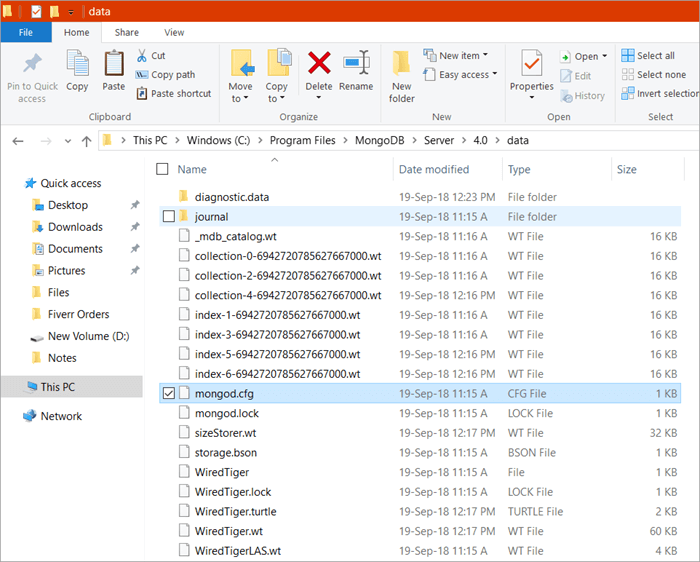 data
File Home Share View
Pin to Quick access
Copy
Paste
Cut
Copy path
Paste shortcut
Clipboard
Move to
Copy to
Delete
Rename
Organize
New folder
New item
Easy access
New
Properties
Open
Edit
History
Open
Select all
Select none
Invert selection
Select
This PC > Windows (C:) > Program Files > MongoDB > Server > 4.0 > data
Name Date modified Type Size
Quick access
Desktop
Downloads
Documents
Pictures
Files
Fiverr Orders
New Volume (D:)
Notes
This PC
Network
diagnostic.data 19-Sep-18 12:23 PM File folder
journal 19-Sep-18 11:15 A File folder
_mdb_catalog.wt 19-Sep-18 11:16 A WT File 16 KB
collection-0-6942720785627667000.wt 19-Sep-18 11:16 A WT File 16 KB
collection-2-6942720785627667000.wt 19-Sep-18 11:16 A WT File 16 KB
collection-4-6942720785627667000.wt 19-Sep-18 12:16 PM WT File 16 KB
index-1-6942720785627667000.wt 19-Sep-18 11:16 A WT File 16 KB
index-3-6942720785627667000.wt 19-Sep-18 11:16 A WT File 16 KB
index-5-6942720785627667000.wt 19-Sep-18 12:16 PM WT File 16 KB
index-6-6942720785627667000.wt 19-Sep-18 12:16 PM WT File 16 KB
mongod.cfg 19-Sep-18 11:15 A CFG File 1 KB
mongod.lock 19-Sep-18 11:15 A LOCK File 1 KB
sizeStorer.wt 19-Sep-18 12:17 PM WT File 32 KB
storage.bson 19-Sep-18 11:15 A BSON File 1 KB
WiredTiger 19-Sep-18 11:15 A File 1 KB
WiredTiger.lock 19-Sep-18 11:15 A LOCK File 1 KB
WiredTiger.turtle 19-Sep-18 12:17 PM TURTLE File 2 KB
WiredTiger.wt 19-Sep-18 12:17 PM WT File 60 KB
WiredTigerLAS.wt 19-Sep-18 11:15 A WT File 4 KB